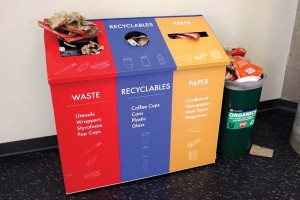 WASTE
RECYCLABLES
PAPER
WASTE
Utensils
Wrappers
Styrofoam
Pop Cups
RECYCLABLES
Coffee Cups
Cans
Plastic
Glass
PAPER
Cardboard
Newspapers
Note Paper
Magazines
ORGANICS